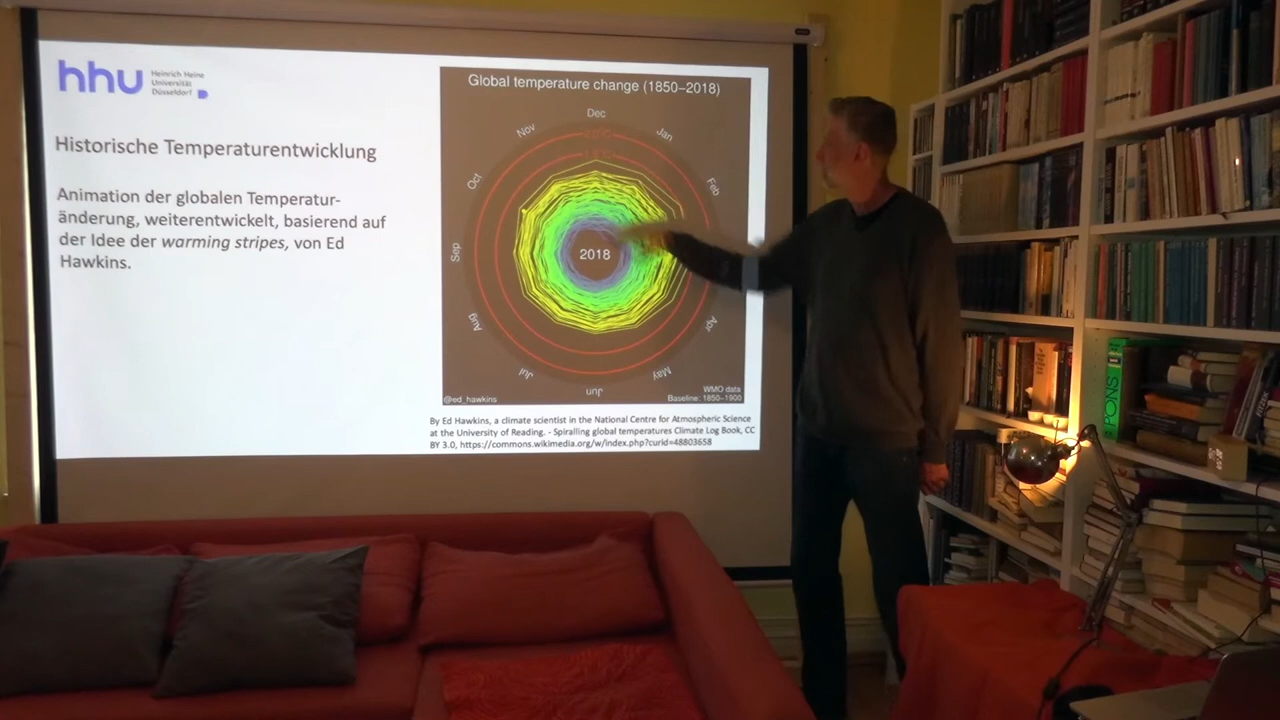 hhu
Heinrich Heine
Universität
Düsseldorf
Historische Temperaturentwicklung
Animation der globalen Temperatur-
änderung, weiterentwickelt, basierend auf
der Idee der warming stripes, von Ed
Hawkins.
Global temperature change (1850–2018)
Dec
Nov
Jan
Oct
Feb
Sep
2018
Aug
Apr
Jul
May
Jun
WMO data
@ed_hawkins
Baseline: 1850–1900
By Ed Hawkins, a climate scientist in the National Centre for Atmospheric Science
at the University of Reading. - Spiralling global temperatures Climate Log Book, CC
BY 3.0, https://commons.wikimedia.org/w/index.php?curid=48803658
PONS